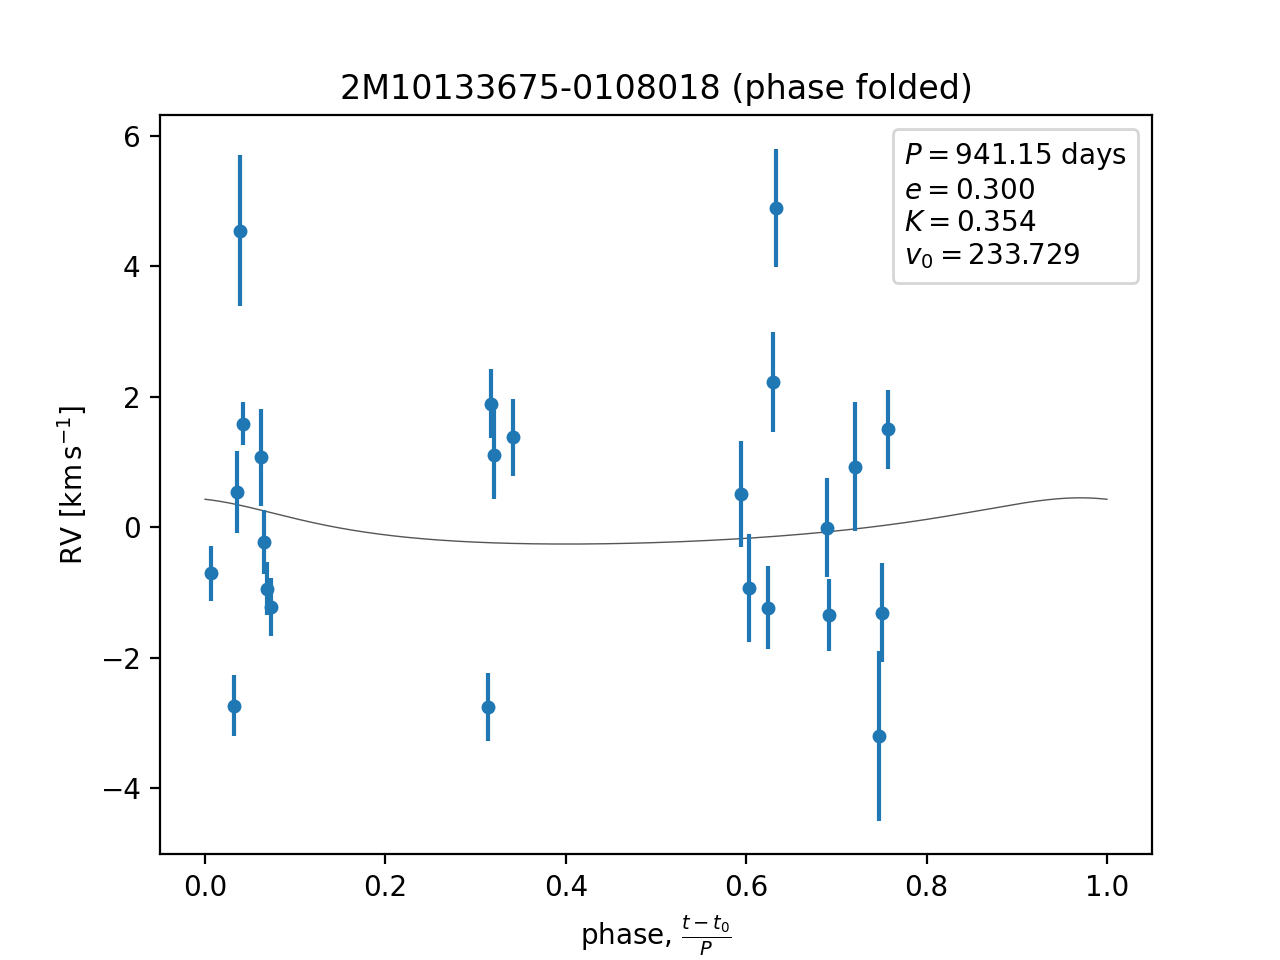 2M10133675-0108018 (phase folded)
P = 941.15 days
e = 0.300
K = 0.354
v₀ = 233.729
6
4
2
0
−2
−4
RV [km s⁻¹]
0.0 0.2 0.4 0.6 0.8 1.0
phase, (t − t₀)/P